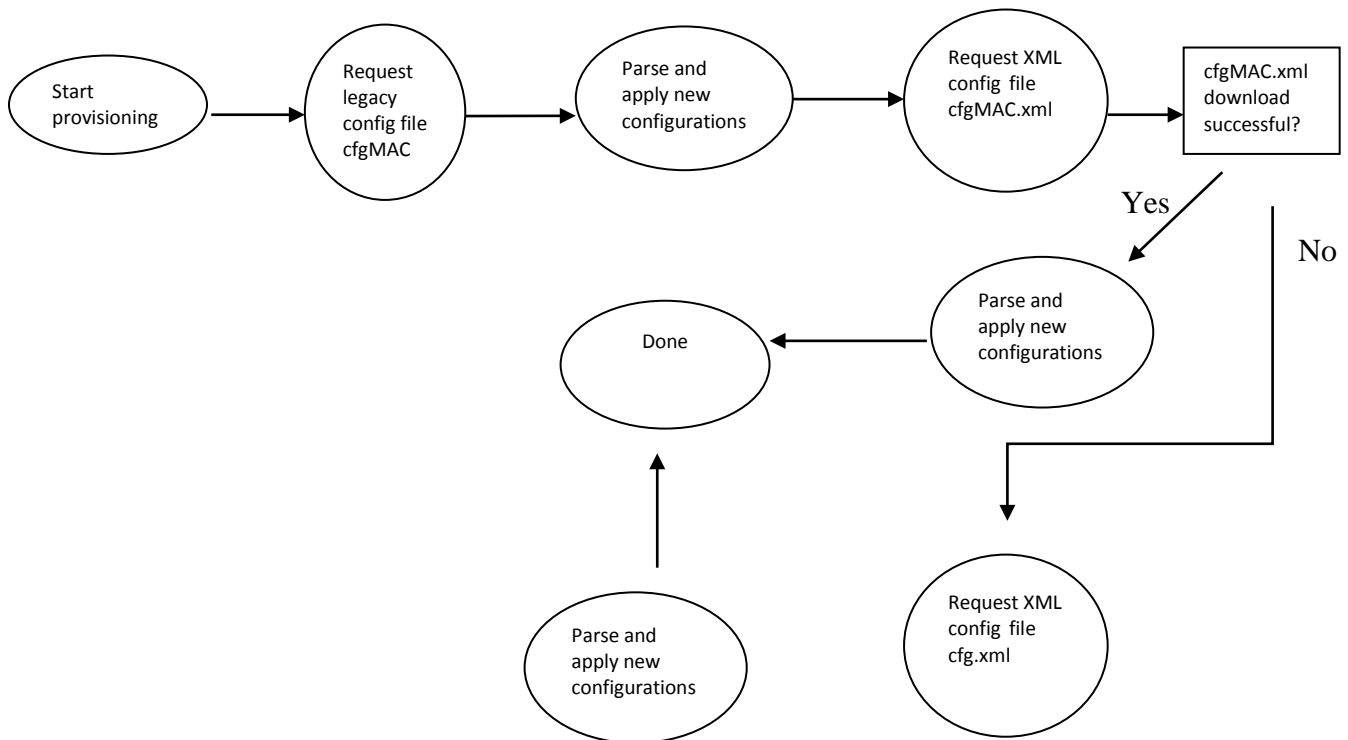 Start
provisioning
Request
legacy
config file
cfgMAC
Parse and
apply new
configurations
Request XML
config file
cfgMAC.xml
cfgMAC.xml
download
successful?
Yes
No
Parse and
apply new
configurations
Done
Parse and
apply new
configurations
Request XML
config file
cfg.xml